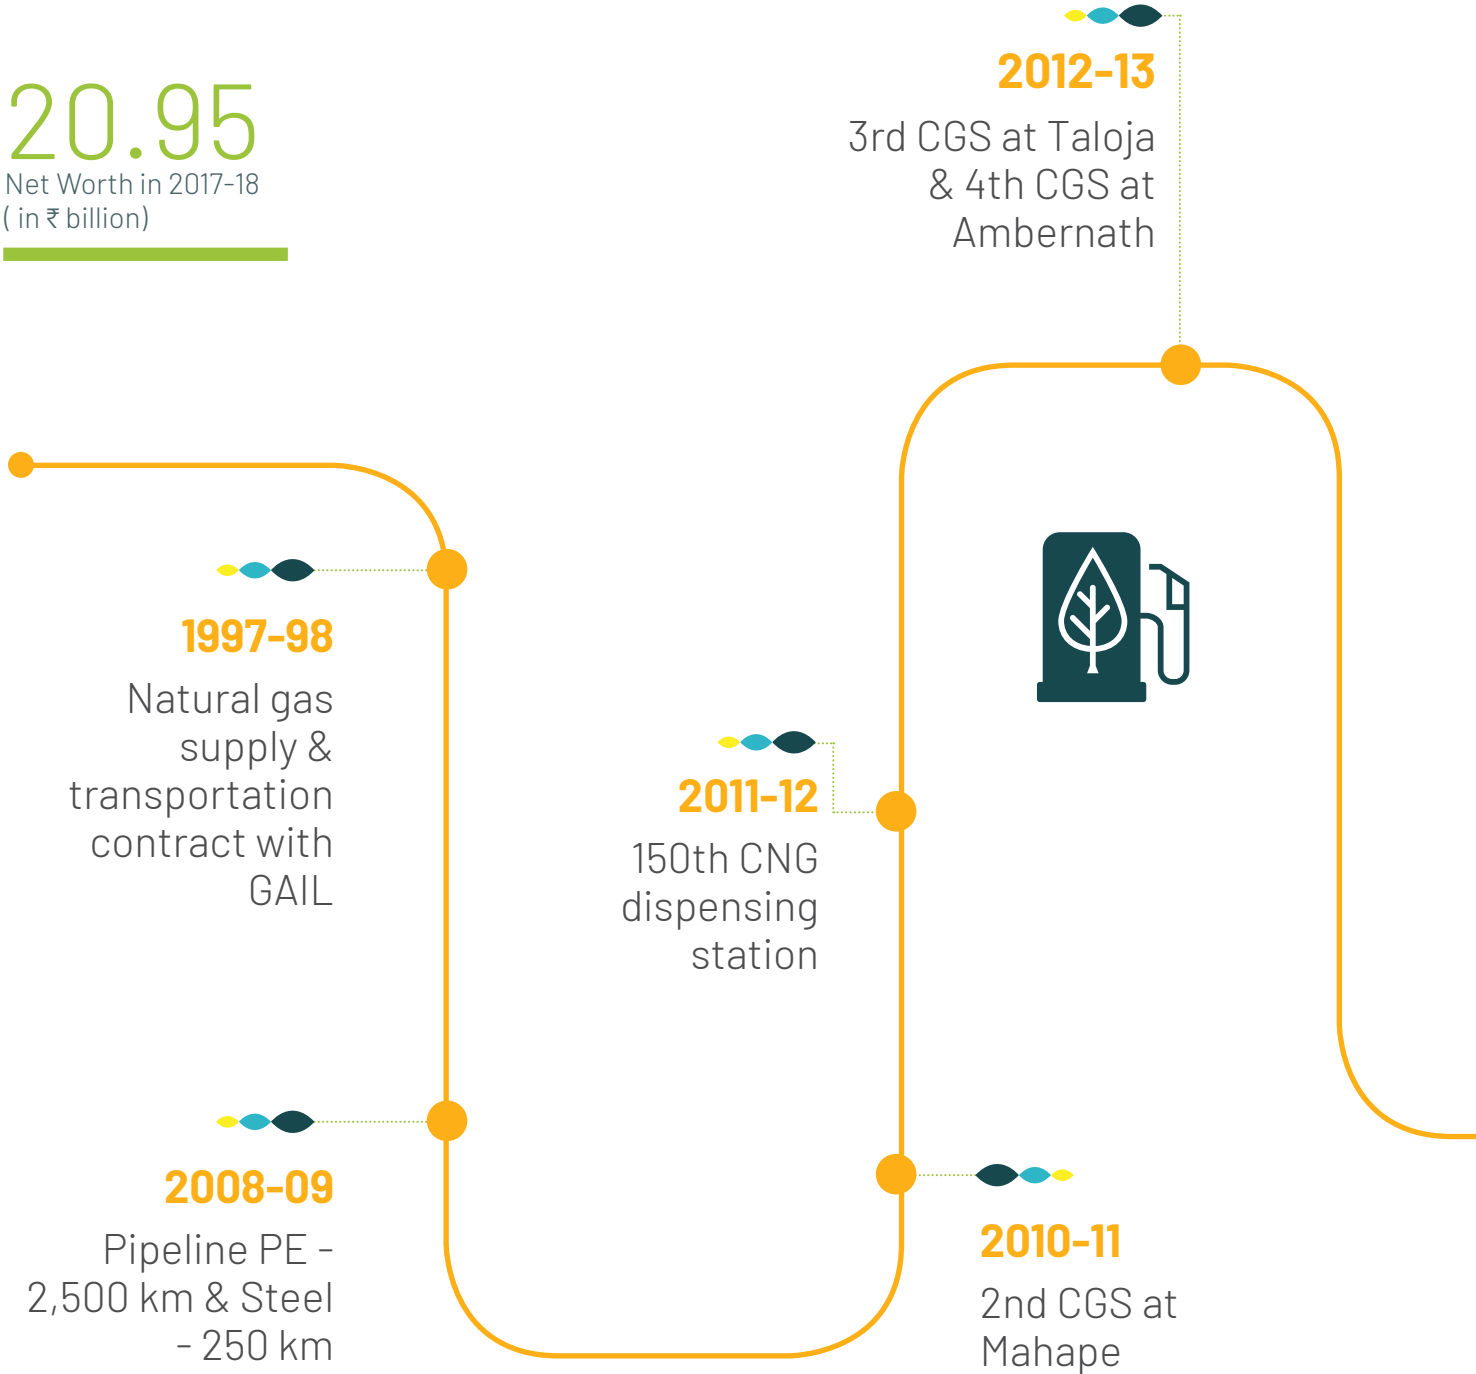 20.95
Net Worth in 2017-18
( in ₹ billion)
1997-98
Natural gas
supply &
transportation
contract with
GAIL
2008-09
Pipeline PE -
2,500 km & Steel
- 250 km
2010-11
2nd CGS at
Mahape
2011-12
150th CNG
dispensing
station
2012-13
3rd CGS at Taloja
& 4th CGS at
Ambernath